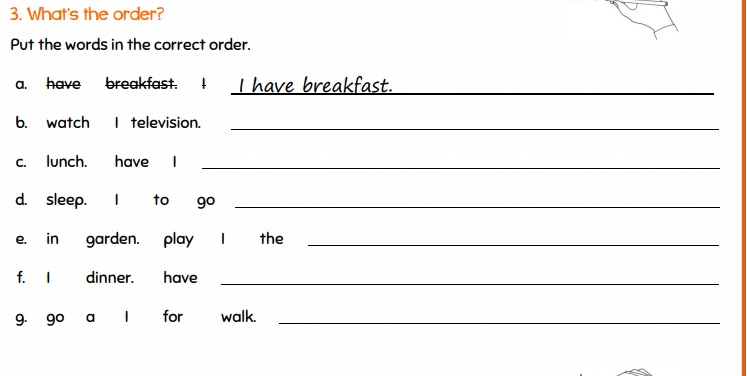 3. What's the order?
Put the words in the correct order.
a. have breakfast. I I have breakfast.
b. watch I television.
c. lunch. have I
d. sleep. I to go
e. in garden. play I the
f. I dinner. have
g. go a I for walk.